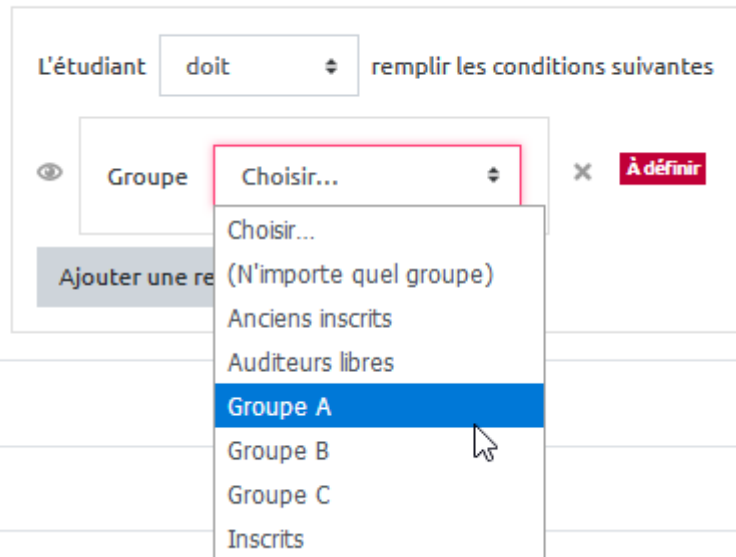 L'étudiant doit remplir les conditions suivantes
Groupe Choisir... À définir
Choisir...
Ajouter une re
(N'importe quel groupe)
Anciens inscrits
Auditeurs libres
Groupe A
Groupe B
Groupe C
Inscrits